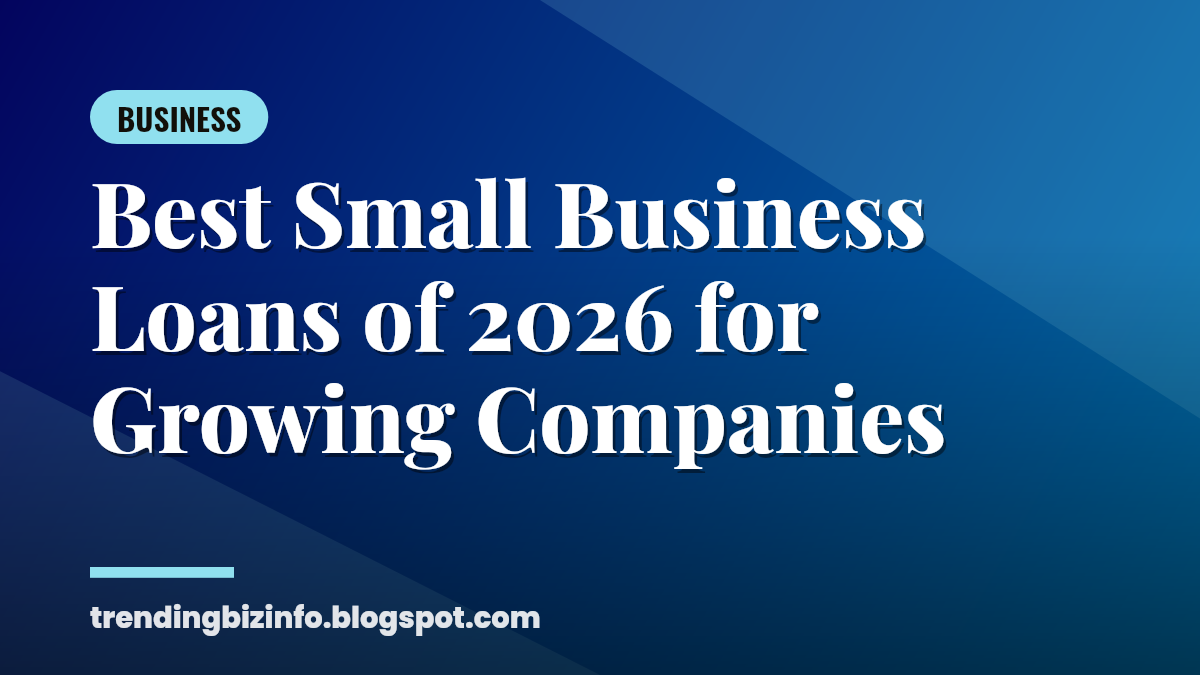 BUSINESS
Best Small Business
Loans of 2026 for
Growing Companies
trendingbizinfo.blogspot.com